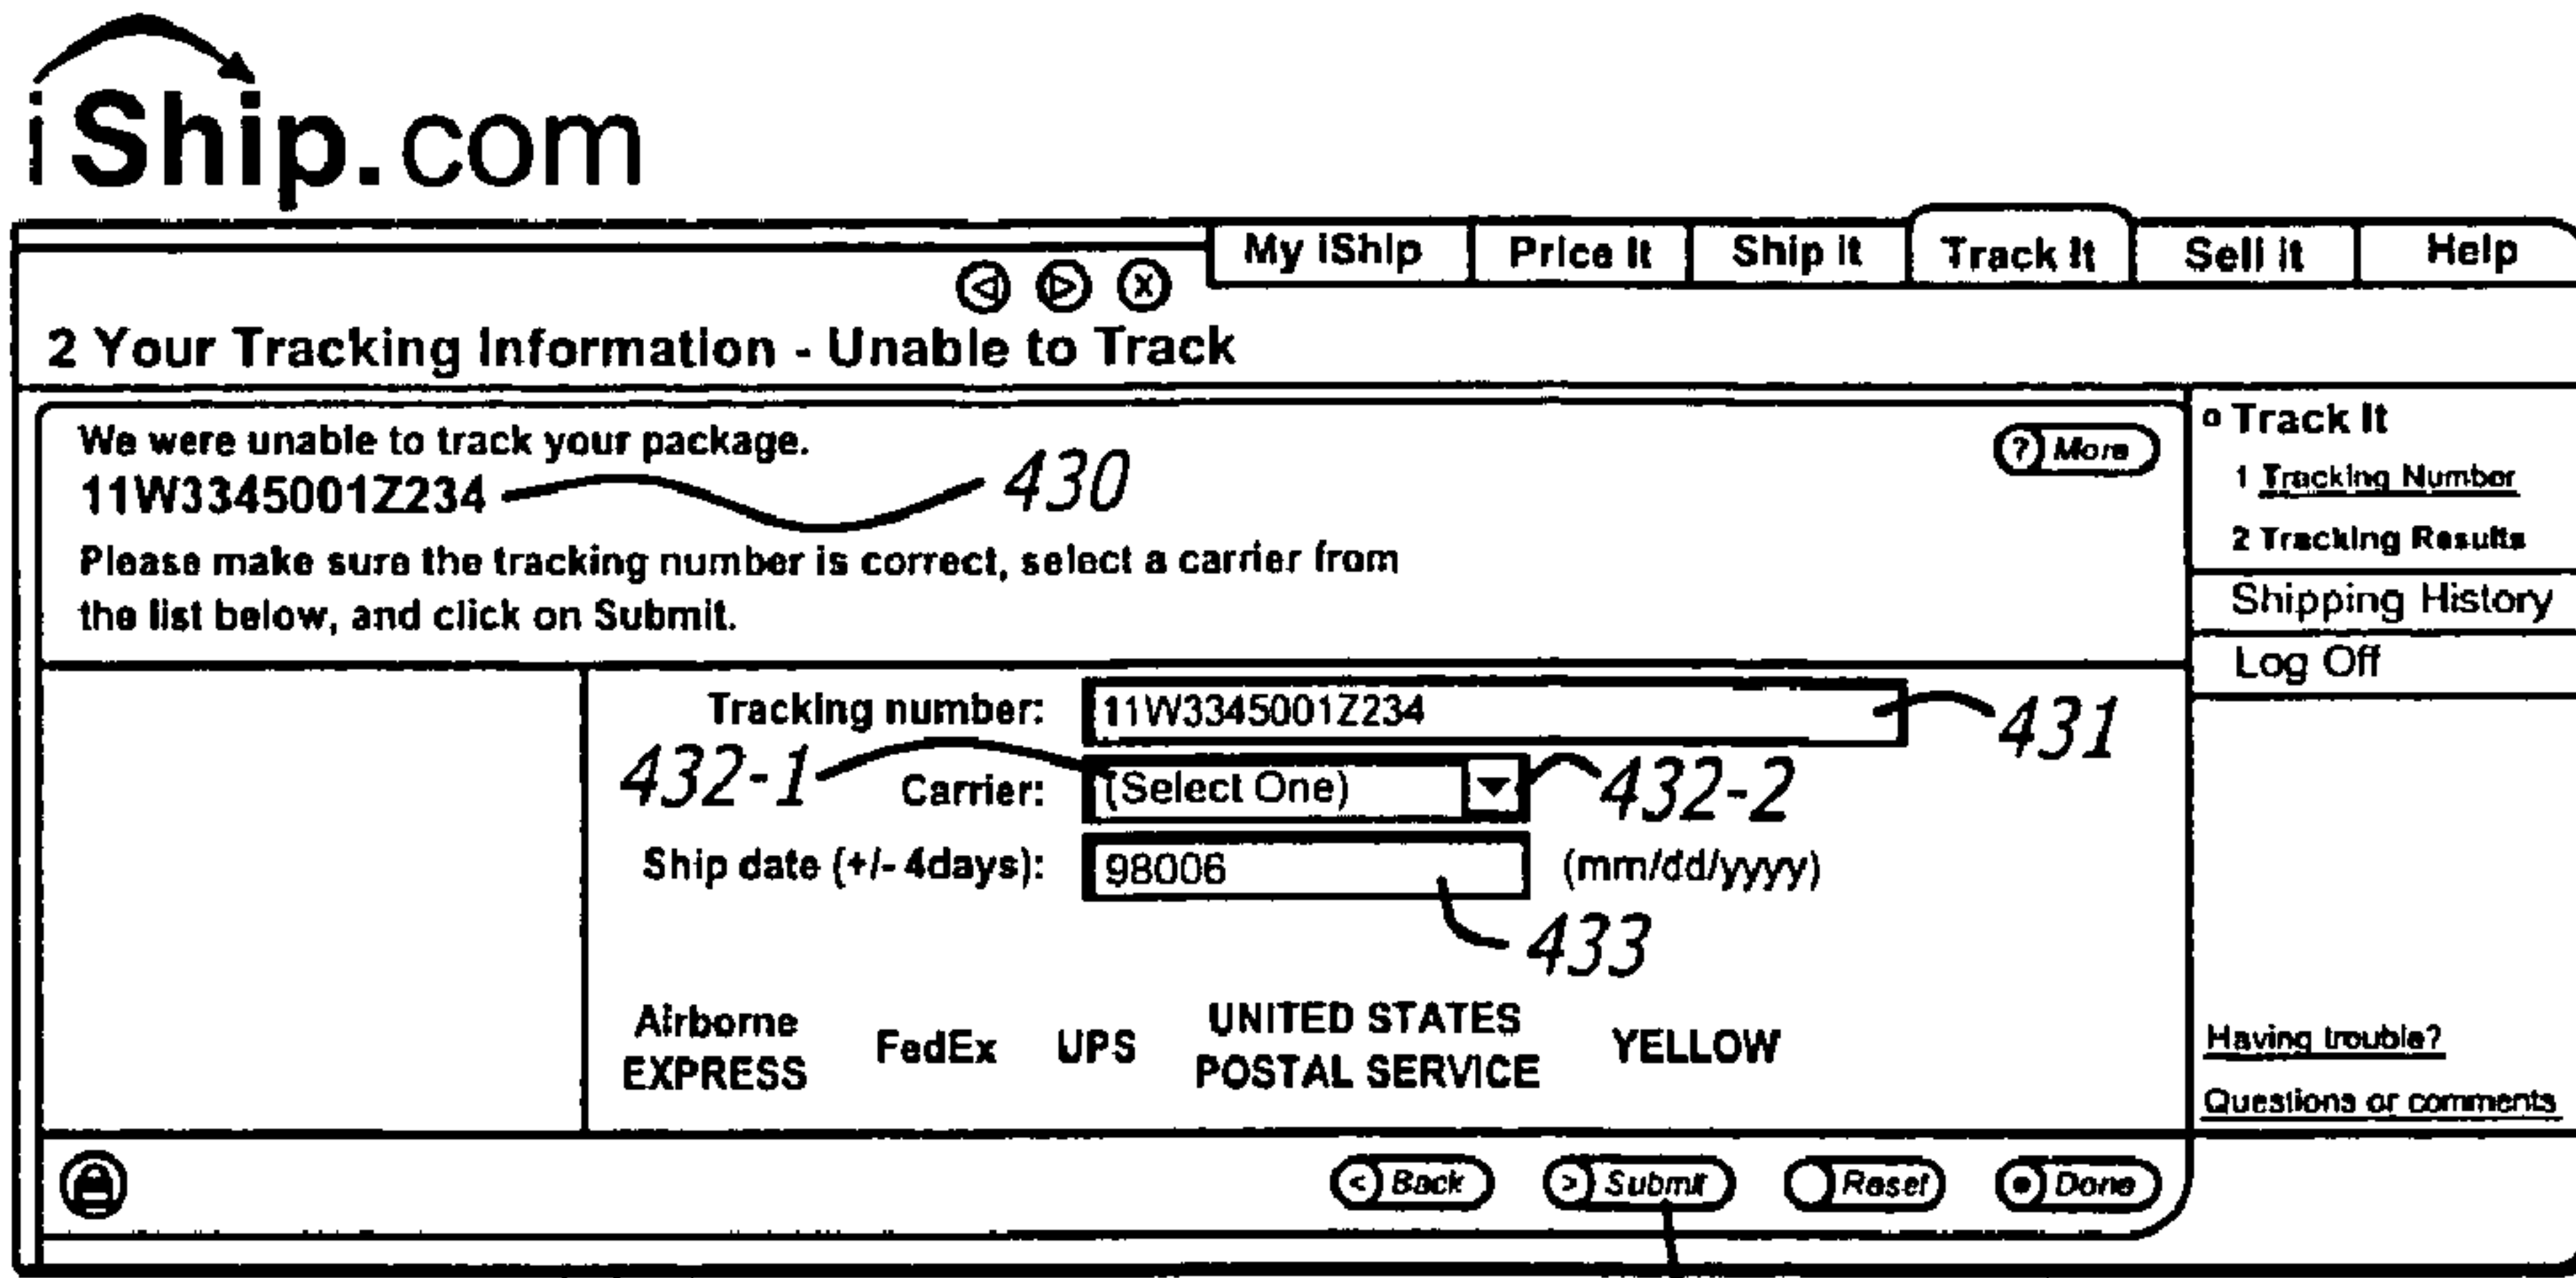 iShip.com
My iShip Price It Ship It Track It Sell It Help
2 Your Tracking Information - Unable to Track
We were unable to track your package.
? More
11W3345001Z234
430
Please make sure the tracking number is correct, select a carrier from
the list below, and click on Submit.
Track It
1 Tracking Number
2 Tracking Results
Shipping History
Log Off
Tracking number: 11W3345001Z234
431
432-1
Carrier: (Select One)
432-2
Ship date (+/- 4days): 98006 (mm/dd/yyyy)
433
Airborne
EXPRESS
FedEx
UPS
UNITED STATES
POSTAL SERVICE
YELLOW
Having trouble?
Questions or comments
< Back > Submit Reset Done